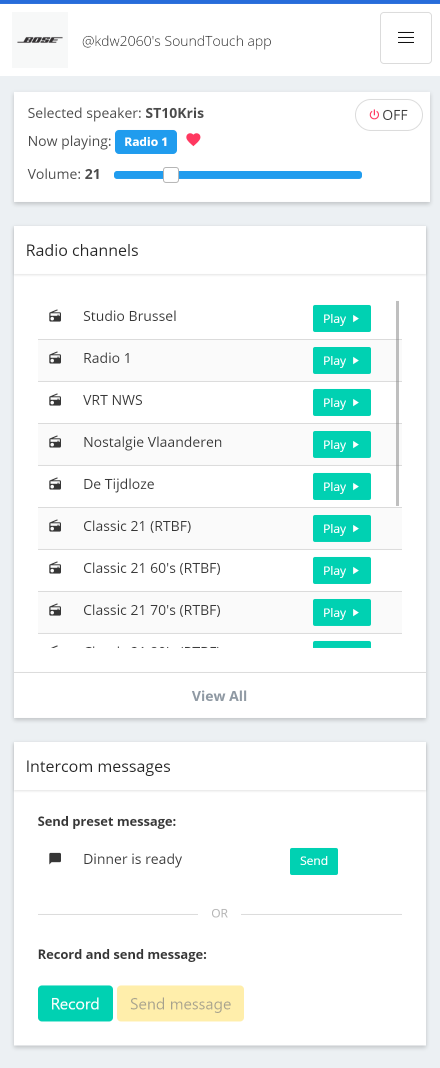 BOSE
@kdw2060's SoundTouch app
Selected speaker: ST10Kris
OFF
Now playing: Radio 1
Volume: 21
Radio channels
Studio Brussel Play
Radio 1 Play
VRT NWS Play
Nostalgie Vlaanderen Play
De Tijdloze Play
Classic 21 (RTBF) Play
Classic 21 60's (RTBF) Play
Classic 21 70's (RTBF) Play
View All
Intercom messages
Send preset message:
Dinner is ready Send
OR
Record and send message:
Record Send message